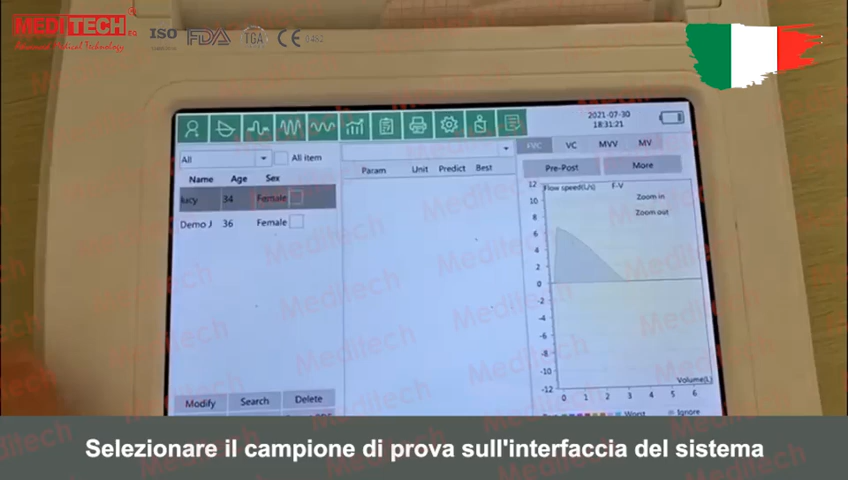 MEDITECH
EQ
Advanced Medical Technology
ISO
FDA
TGA
CE 0482
2021-07-30
18:31:21
All
All item
Name Age Sex
lucy 34 Female
Demo J 36 Female
Modify Search Delete
Param Unit Predict Best
FVC VC MVV MV
Pre-Post More
Flow speed(L/s) F-V
Zoom in
Zoom out
12
10
8
6
4
2
0
-2
-4
-6
-8
-10
-12
Volume(L)
0 1 2 3 4 5 6
Worst Ignore
Selezionare il campione di prova sull'interfaccia del sistema
Meditech